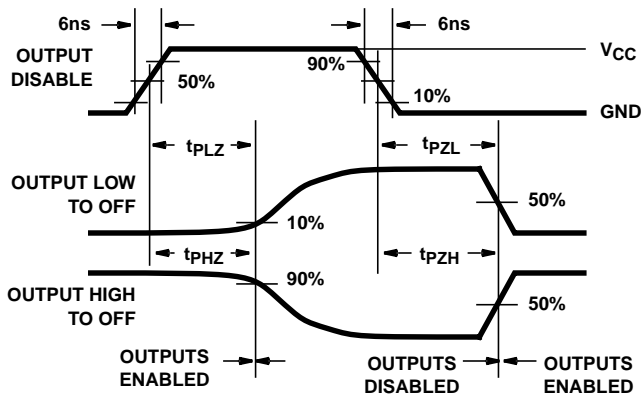 6ns
6ns
OUTPUT
DISABLE
50%
90%
10%
VCC
GND
tPLZ
tPZL
OUTPUT LOW
TO OFF
10%
50%
tPHZ
tPZH
90%
OUTPUT HIGH
TO OFF
50%
OUTPUTS
ENABLED
OUTPUTS
DISABLED
OUTPUTS
ENABLED